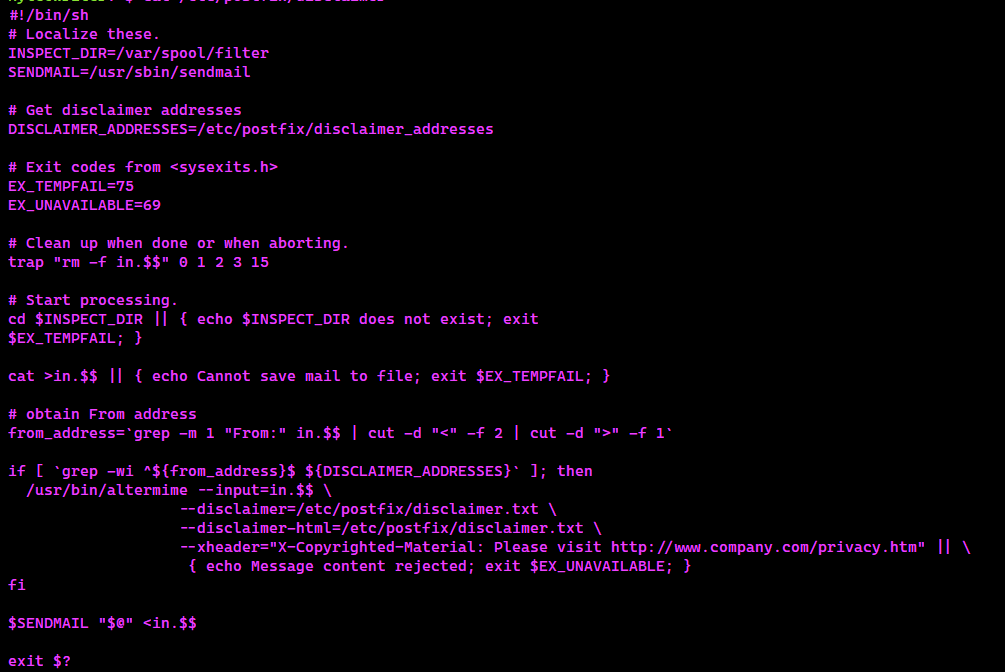 #!/bin/sh
# Localize these.
INSPECT_DIR=/var/spool/filter
SENDMAIL=/usr/sbin/sendmail
# Get disclaimer addresses
DISCLAIMER_ADDRESSES=/etc/postfix/disclaimer_addresses
# Exit codes from <sysexits.h>
EX_TEMPFAIL=75
EX_UNAVAILABLE=69
# Clean up when done or when aborting.
trap "rm -f in.$$" 0 1 2 3 15
# Start processing.
cd $INSPECT_DIR || { echo $INSPECT_DIR does not exist; exit
$EX_TEMPFAIL; }
cat >in.$$ || { echo Cannot save mail to file; exit $EX_TEMPFAIL; }
# obtain From address
from_address=`grep -m 1 "From:" in.$$ | cut -d "<" -f 2 | cut -d ">" -f 1`
if [ `grep -wi ^${from_address}$ ${DISCLAIMER_ADDRESSES}` ]; then
  /usr/bin/altermime --input=in.$$ \
                   --disclaimer=/etc/postfix/disclaimer.txt \
                   --disclaimer-html=/etc/postfix/disclaimer.txt \
                   --xheader="X-Copyrighted-Material: Please visit http://www.company.com/privacy.htm" || \
                    { echo Message content rejected; exit $EX_UNAVAILABLE; }
fi
$SENDMAIL "$@" <in.$$
exit $?